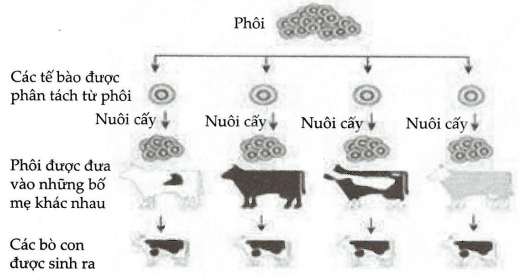 Phôi
Các tế bào được
phân tách từ phôi
Nuôi cấy Nuôi cấy Nuôi cấy Nuôi cấy
Phôi được đưa
vào những bố
mẹ khác nhau
Các bò con
được sinh ra